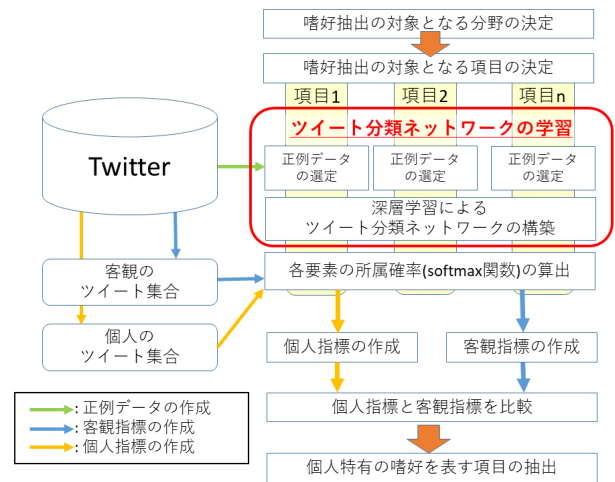 嗜好抽出の対象となる分野の決定
嗜好抽出の対象となる項目の決定
項目1
項目2
項目n
ツイート分類ネットワークの学習
Twitter
正例データ
の選定
正例データ
の選定
正例データ
の選定
深層学習による
ツイート分類ネットワークの構築
客観の
ツイート集合
各要素の所属確率(softmax関数)の算出
個人の
ツイート集合
個人指標の作成
客観指標の作成
: 正例データの作成
: 客観指標の作成
: 個人指標の作成
個人指標と客観指標を比較
個人特有の嗜好を表す項目の抽出